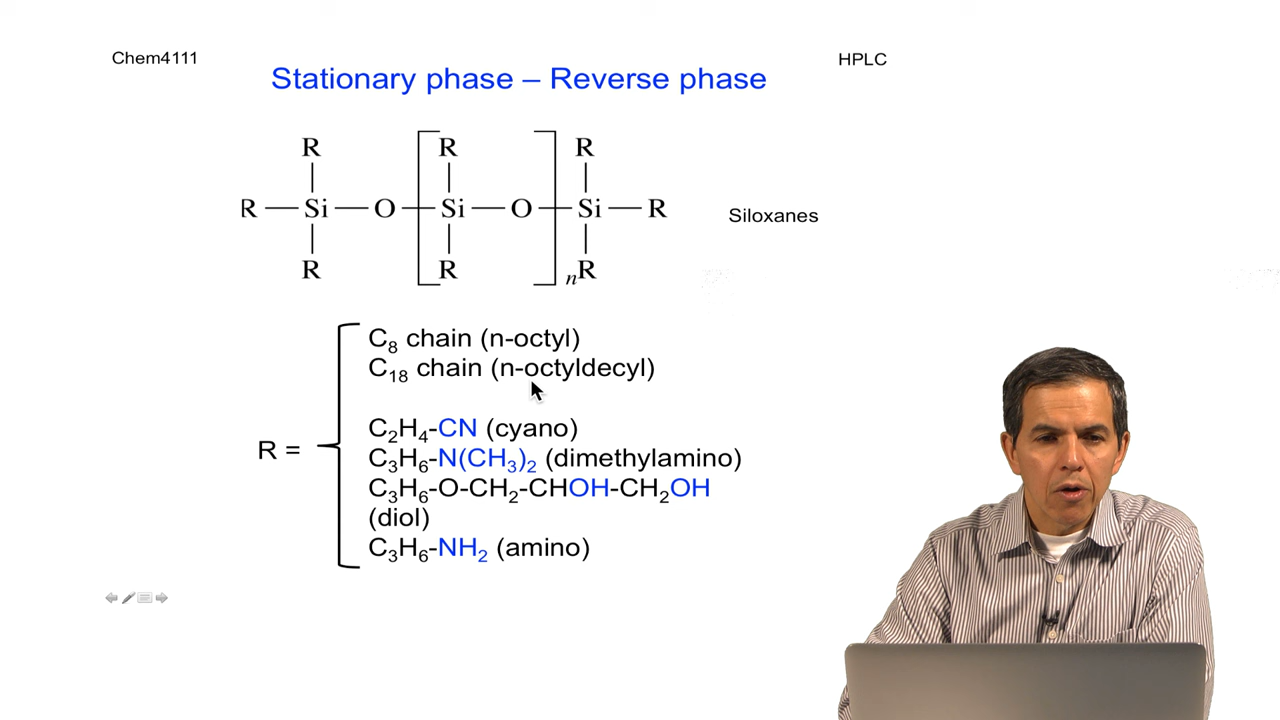 Chem4111
HPLC
Stationary phase – Reverse phase
R R R
R — Si — O — Si — O — Si — R
R R nR
Siloxanes
C8 chain (n-octyl)
C18 chain (n-octyldecyl)
R =
C2H4-CN (cyano)
C3H6-N(CH3)2 (dimethylamino)
C3H6-O-CH2-CHOH-CH2OH
(diol)
C3H6-NH2 (amino)